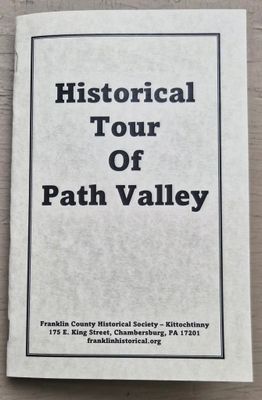 Historical
Tour
Of
Path Valley
Franklin County Historical Society – Kittochtinny
175 E. King Street, Chambersburg, PA 17201
franklinhistorical.org